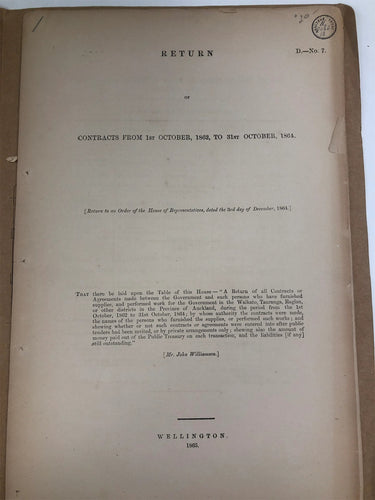 "20"
RETURN
D.—No. 7.
OF
CONTRACTS FROM 1ST OCTOBER, 1862, TO 31ST OCTOBER, 1864.
[Return to an Order of the House of Representatives, dated the 3rd day of December, 1864.]
THAT there be laid upon the Table of this House—"A Return of all Contracts or
Agreements made between the Government and such persons who have furnished
supplies, and performed work for the Government in the Waikato, Tauranga, Raglan,
or other districts in the Province of Auckland, during the period from the 1st
October, 1862 to 31st October, 1864; by whose authority the contracts were made,
the names of the persons who furnished the supplies, or performed such works; and
shewing whether or not such contracts or agreements were entered into after public
tenders had been invited, or by private arrangements only; shewing also the amount of
money paid out of the Public Treasury on each transaction, and the liabilities [if any]
still outstanding."
[Mr. John Williamson.]
WELLINGTON.
1865.